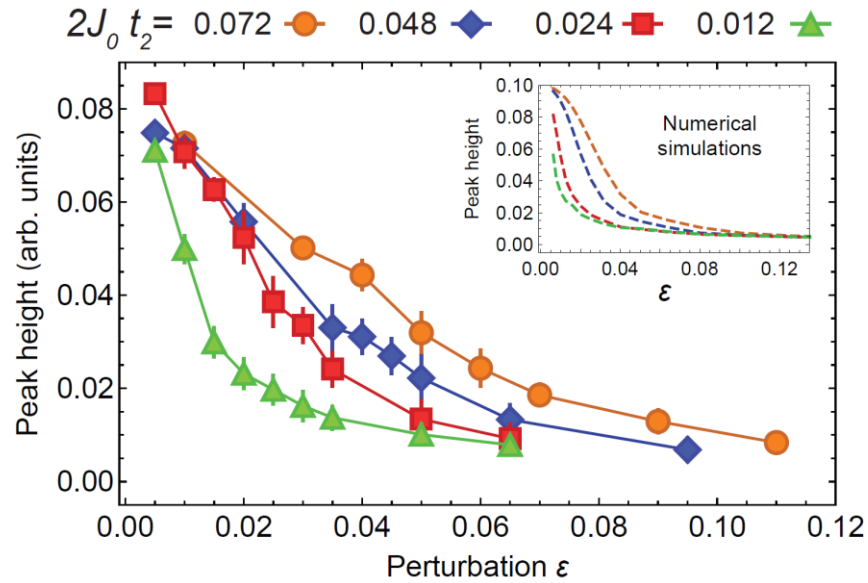 2J₀ t₂= 0.072 0.048 0.024 0.012
Peak height (arb. units)
0.08
0.06
0.04
0.02
0.00
0.00 0.02 0.04 0.06 0.08 0.10 0.12
Perturbation ε
Peak height
0.10
0.08
0.06
0.04
0.02
0.00
Numerical
simulations
0.00 0.04 0.08 0.12
ε